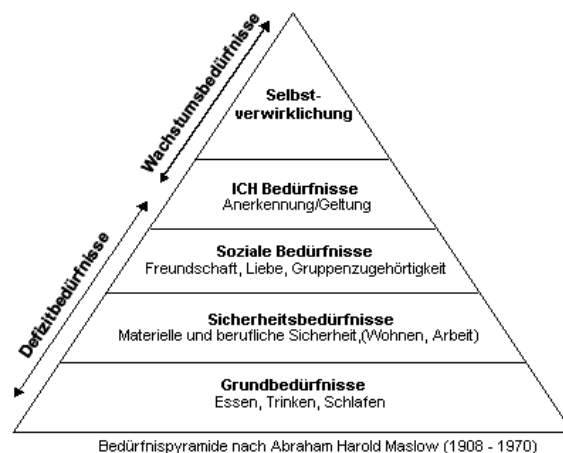 Wachstumsbedürfnisse
Defizitbedürfnisse
Selbst-
verwirklichung
ICH Bedürfnisse
Anerkennung/Geltung
Soziale Bedürfnisse
Freundschaft, Liebe, Gruppenzugehörtigkeit
Sicherheitsbedürfnisse
Materielle und berufliche Sicherheit,(Wohnen, Arbeit)
Grundbedürfnisse
Essen, Trinken, Schlafen
Bedürfnispyramide nach Abraham Harold Maslow (1908 - 1970)